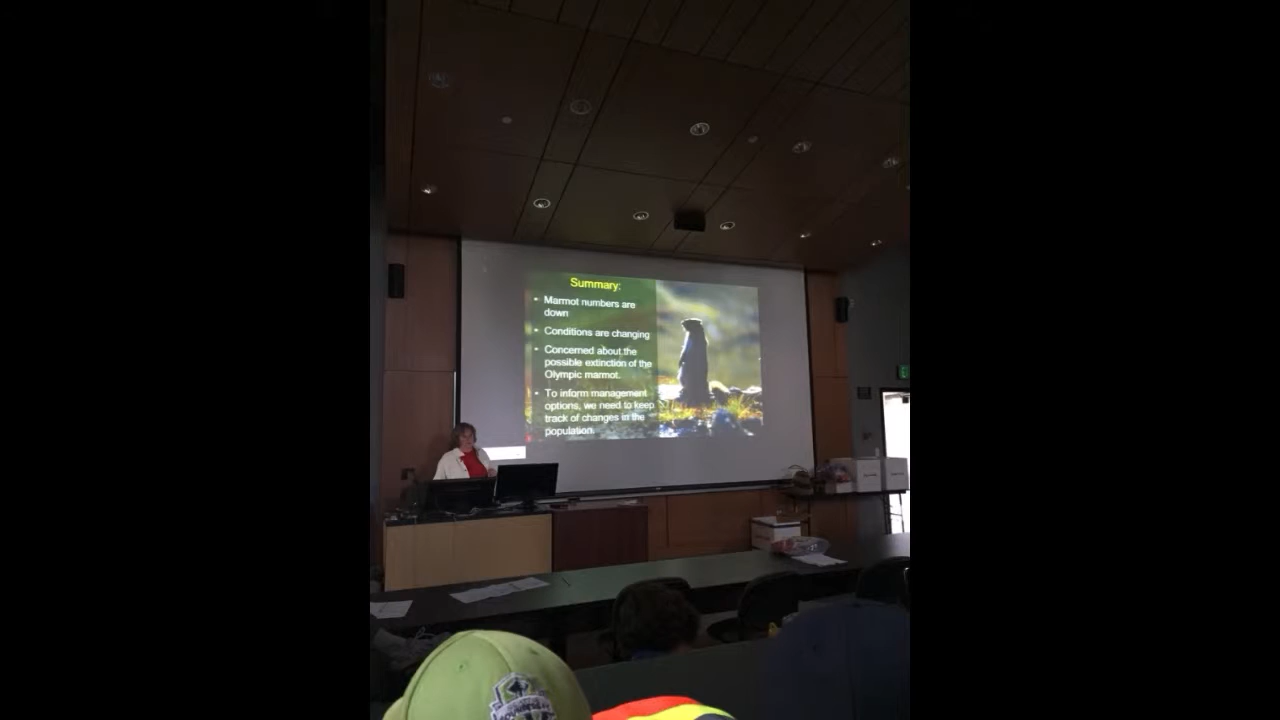 Summary:
• Marmot numbers are
down
• Conditions are changing
• Concerned about the
possible extinction of the
Olympic marmot.
• To inform management
options, we need to keep
track of changes in the
population.